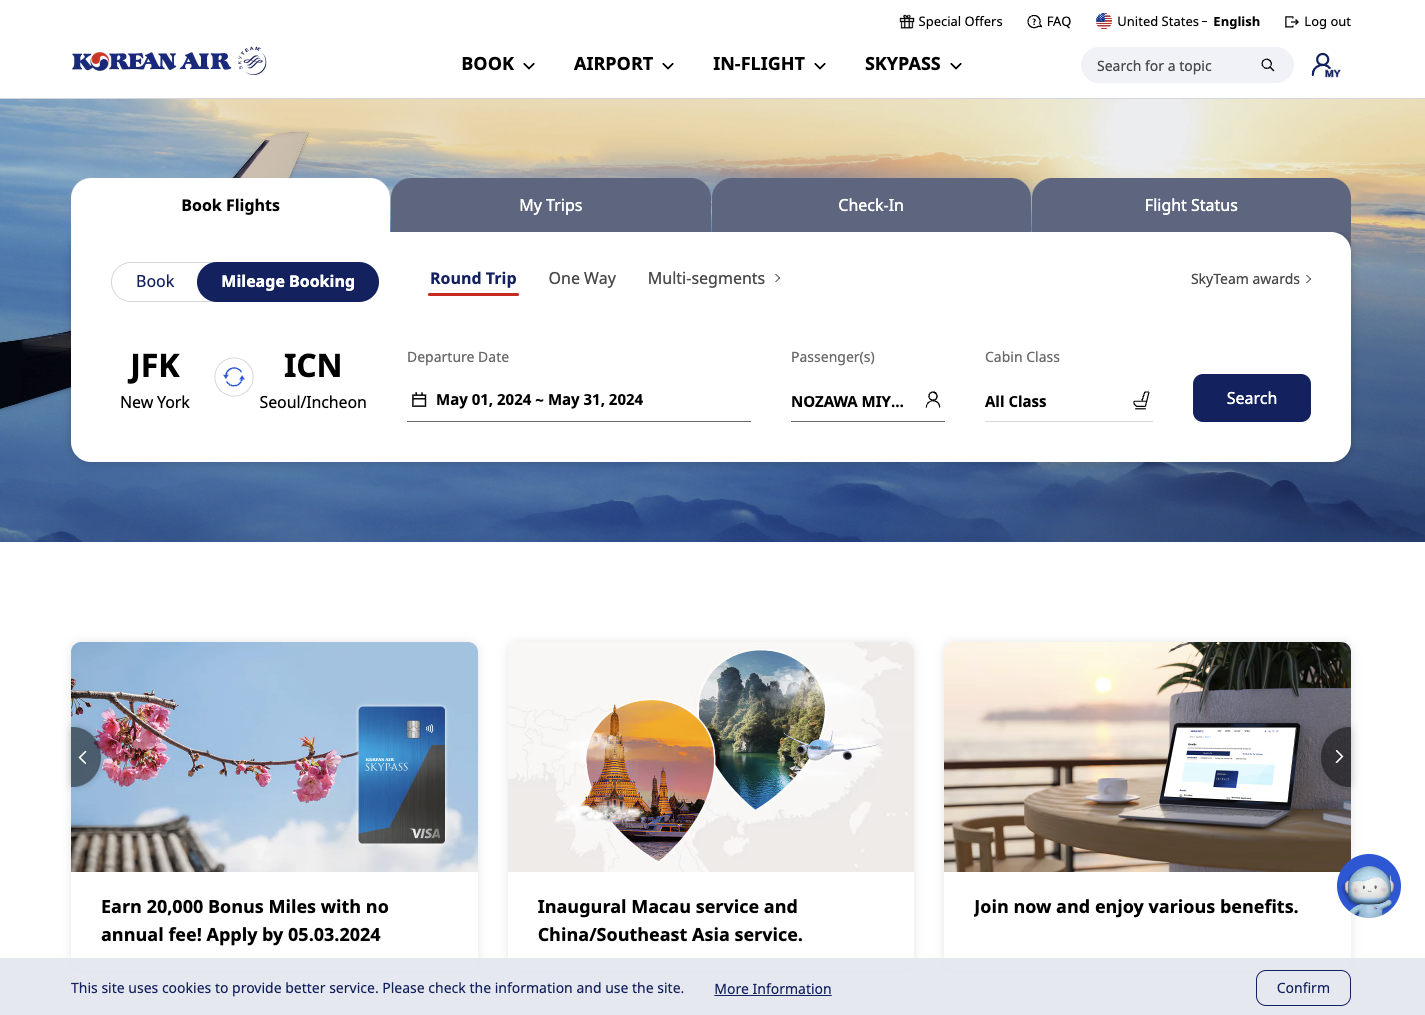 Special Offers
FAQ
United States - English
Log out
KOREAN AIR
SKYTEAM
BOOK
AIRPORT
IN-FLIGHT
SKYPASS
Search for a topic
MY
Book Flights
My Trips
Check-In
Flight Status
Book
Mileage Booking
Round Trip
One Way
Multi-segments
SkyTeam awards
JFK
New York
ICN
Seoul/Incheon
Departure Date
May 01, 2024 ~ May 31, 2024
Passenger(s)
NOZAWA MIY...
Cabin Class
All Class
Search
KOREAN AIR
SKYPASS
VISA
Earn 20,000 Bonus Miles with no
annual fee! Apply by 05.03.2024
Inaugural Macau service and
China/Southeast Asia service.
Join now and enjoy various benefits.
This site uses cookies to provide better service. Please check the information and use the site.
More Information
Confirm